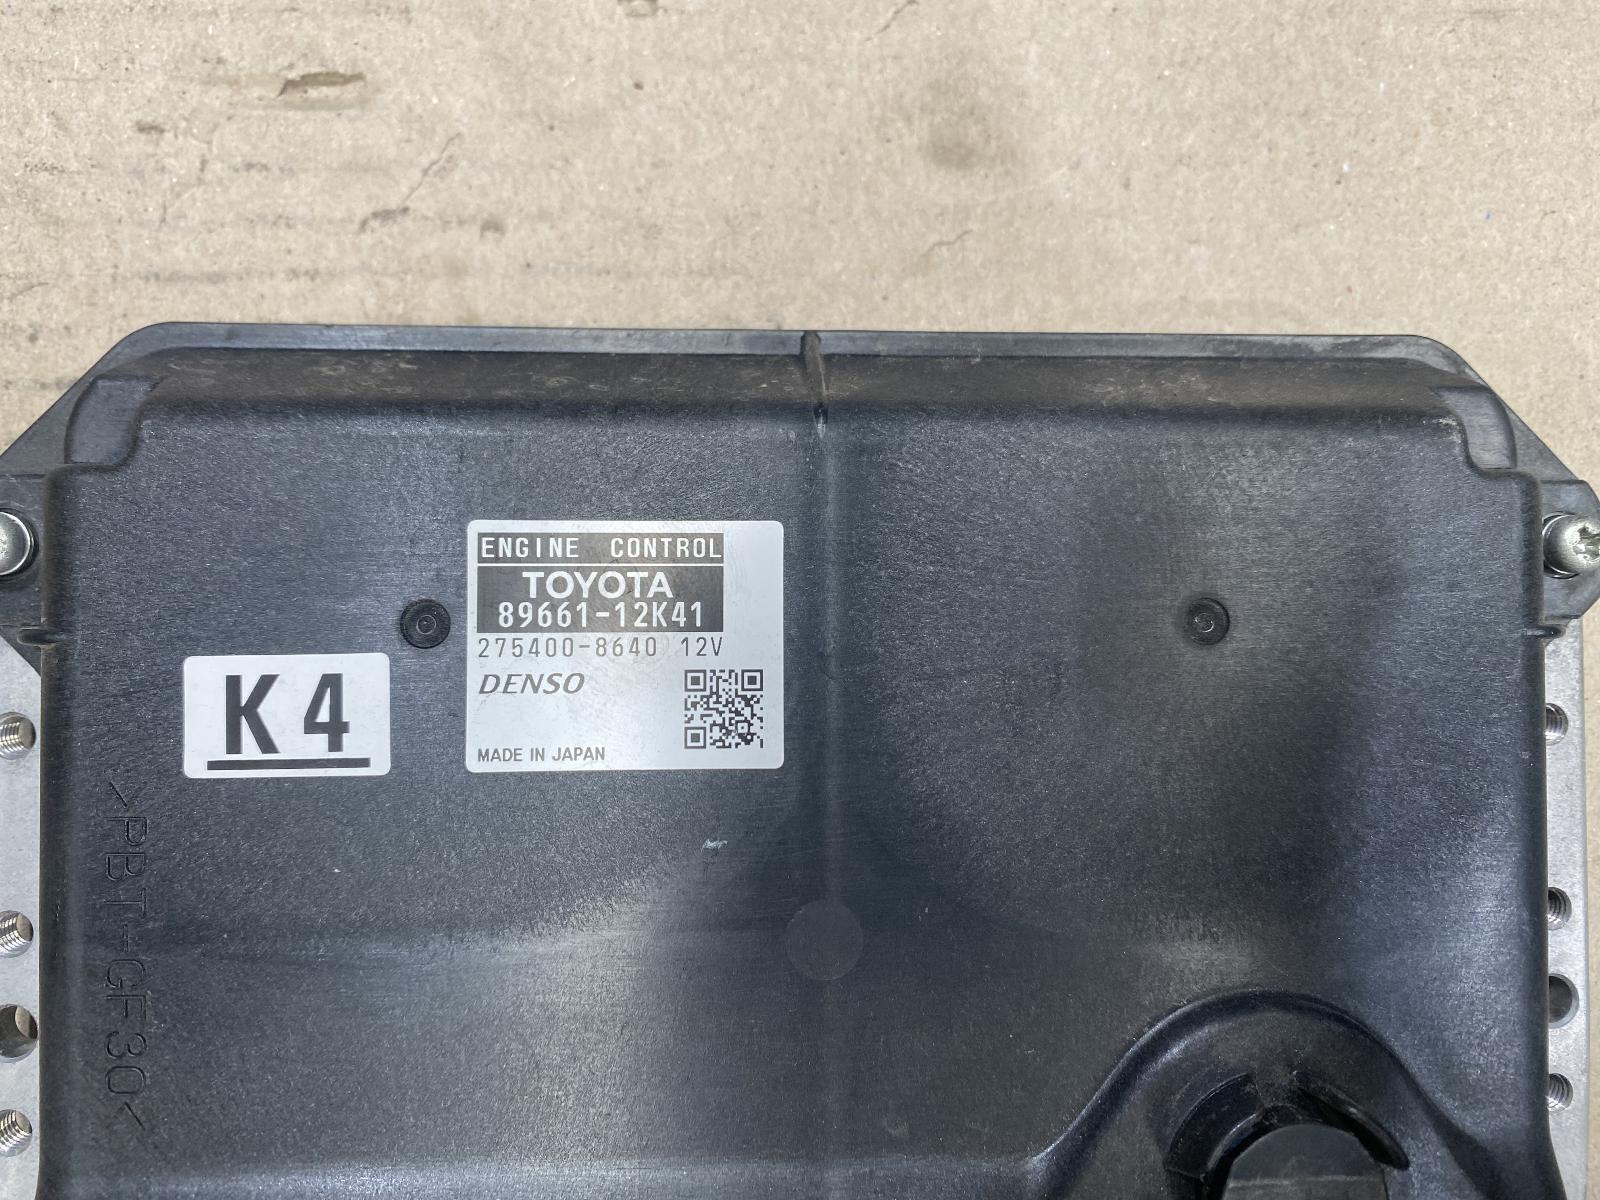 ENGINE CONTROL
TOYOTA
89661-12K41
275400-8640 12V
DENSO
MADE IN JAPAN
K4
>PBT-GF30<